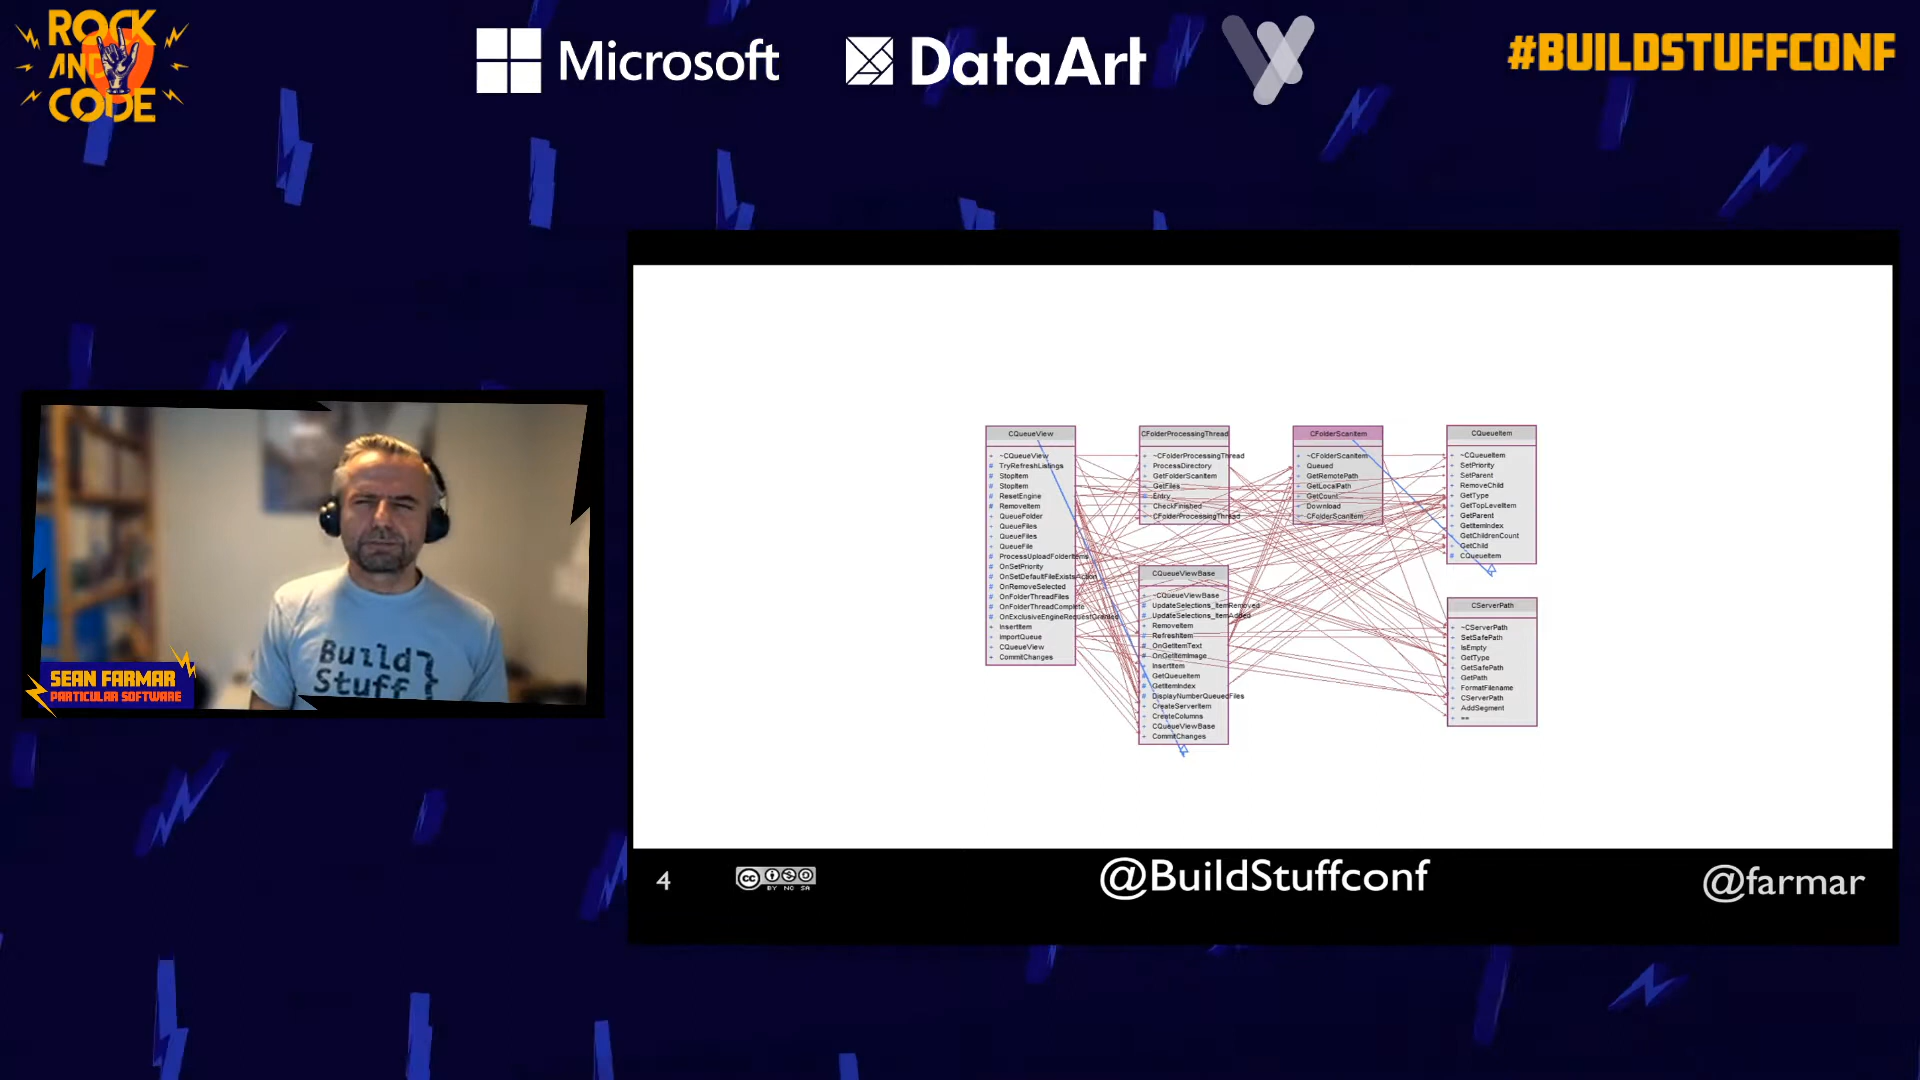 ROCK
AND
CODE
Microsoft
DataArt
#BUILDSTUFFCONF
CQueueView
+ ~CQueueView
# TryRefreshListings
# StopItem
# StopItem
# ResetEngine
# RemoveItem
+ QueueFolder
+ QueueFiles
+ QueueFiles
+ QueueFile
# ProcessUploadFolderItems
# OnSetPriority
# OnSetDefaultFileExistsAction
# OnRemoveSelected
# OnFolderThreadFiles
# OnFolderThreadComplete
# OnExclusiveEngineRequestGranted
+ InsertItem
+ ImportQueue
+ CQueueView
+ CommitChanges
CFolderProcessingThread
+ ~CFolderProcessingThread
+ ProcessDirectory
+ GetFolderScanItem
+ GetFiles
Entry
+ CheckFinished
+ CFolderProcessingThread
CQueueViewBase
+ ~CQueueViewBase
# UpdateSelections_ItemRemoved
# UpdateSelections_ItemAdded
RemoveItem
RefreshItem
# OnGetItemText
# OnGetItemImage
+ InsertItem
# GetQueueItem
# GetItemIndex
# DisplayNumberQueuedFiles
+ CreateServerItem
+ CreateColumns
+ CQueueViewBase
+ CommitChanges
CFolderScanItem
+ ~CFolderScanItem
+ Queued
+ GetRemotePath
+ GetLocalPath
+ GetCount
+ Download
CFolderScanItem
CQueueItem
+ ~CQueueItem
+ SetPriority
+ SetParent
+ RemoveChild
+ GetType
+ GetTopLevelItem
+ GetParent
+ GetItemIndex
+ GetChildrenCount
+ GetChild
# CQueueItem
CServerPath
+ ~CServerPath
+ SetSafePath
+ IsEmpty
+ GetType
+ GetSafePath
+ GetPath
+ FormatFilename
+ CServerPath
+ AddSegment
+ ==
Build}
Stuff
SEAN FARMAR
PARTICULAR SOFTWARE
4
CC
BY NC SA
@BuildStuffconf
@farmar